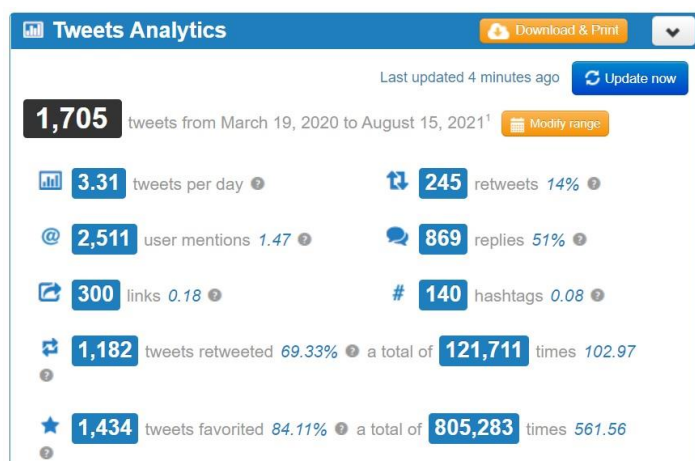 Tweets Analytics Download & Print
Last updated 4 minutes ago Update now
1,705 tweets from March 19, 2020 to August 15, 2021¹ Modify range
3.31 tweets per day ? 245 retweets 14% ?
@ 2,511 user mentions 1.47 ? 869 replies 51% ?
300 links 0.18 ? # 140 hashtags 0.08 ?
1,182 tweets retweeted 69.33% ? a total of 121,711 times 102.97
?
1,434 tweets favorited 84.11% ? a total of 805,283 times 561.56
?